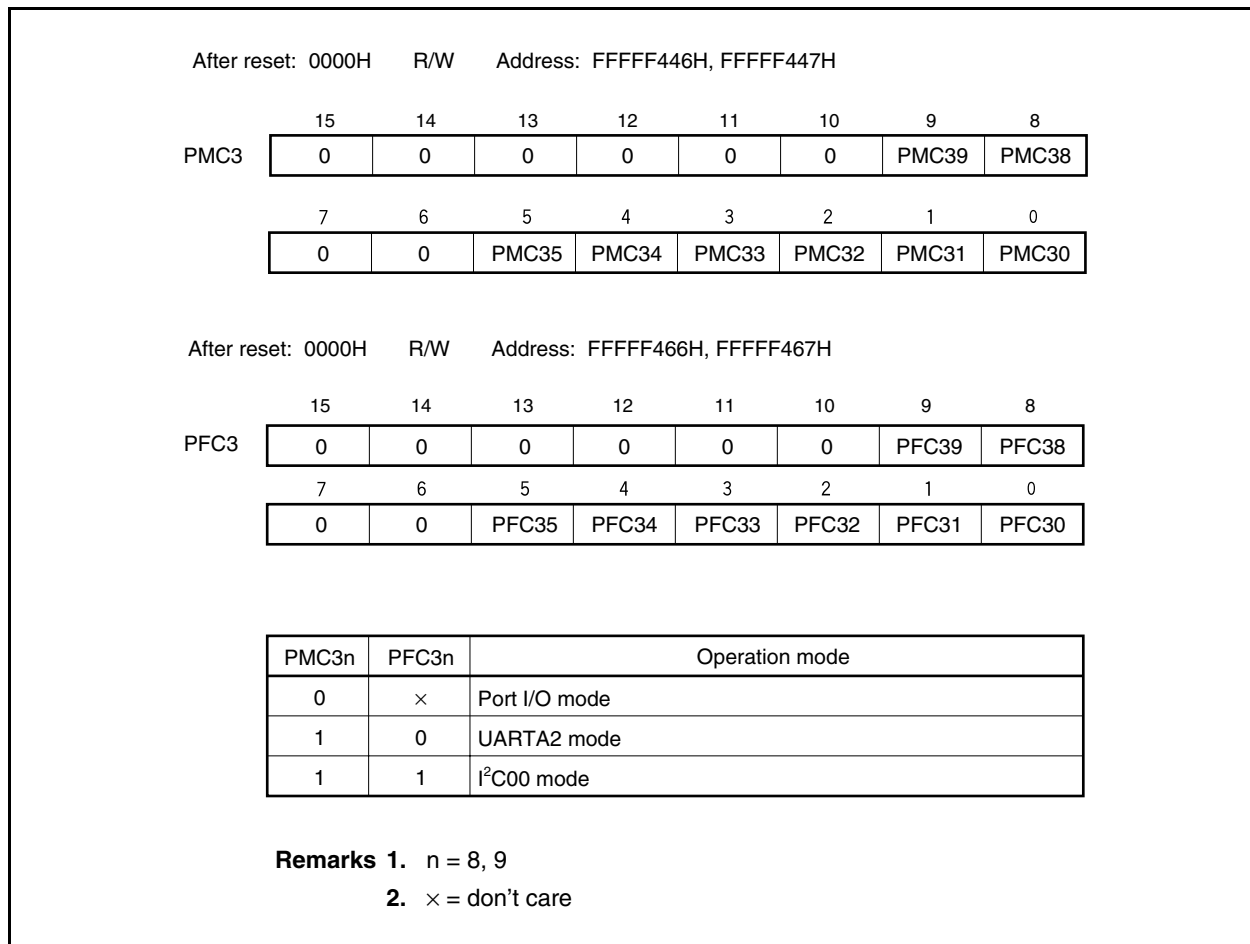 After reset: 0000H R/W Address: FFFFF446H, FFFFF447H
15 14 13 12 11 10 9 8
PMC3 0 0 0 0 0 0 PMC39 PMC38
7 6 5 4 3 2 1 0
0 0 PMC35 PMC34 PMC33 PMC32 PMC31 PMC30
After reset: 0000H R/W Address: FFFFF466H, FFFFF467H
15 14 13 12 11 10 9 8
PFC3 0 0 0 0 0 0 PFC39 PFC38
7 6 5 4 3 2 1 0
0 0 PFC35 PFC34 PFC33 PFC32 PFC31 PFC30
PMC3n PFC3n Operation mode
0 × Port I/O mode
1 0 UARTA2 mode
1 1 I²C00 mode
Remarks 1. n = 8, 9
2. × = don't care